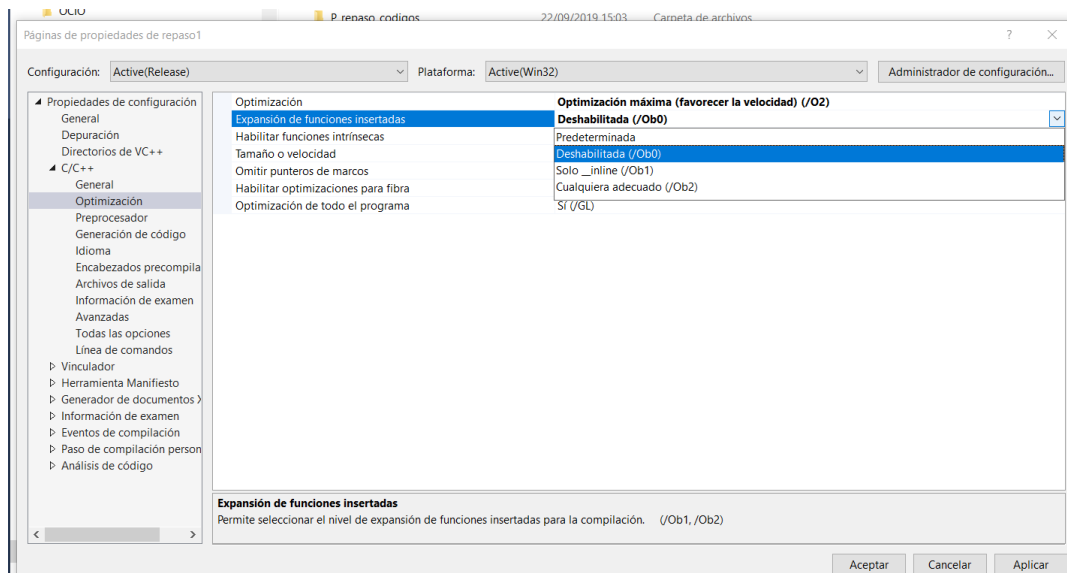 OCIO
P_repaso_codigos 22/09/2019 15:03 Carpeta de archivos
Páginas de propiedades de repaso1 ?
Configuración: Active(Release) Plataforma: Active(Win32) Administrador de configuración...
Propiedades de configuración
General
Depuración
Directorios de VC++
C/C++
General
Optimización
Preprocesador
Generación de código
Idioma
Encabezados precompila
Archivos de salida
Información de examen
Avanzadas
Todas las opciones
Línea de comandos
Vinculador
Herramienta Manifiesto
Generador de documentos X
Información de examen
Eventos de compilación
Paso de compilación person
Análisis de código
Optimización Optimización máxima (favorecer la velocidad) (/O2)
Expansión de funciones insertadas Deshabilitada (/Ob0)
Habilitar funciones intrínsecas Predeterminada
Tamaño o velocidad Deshabilitada (/Ob0)
Omitir punteros de marcos Solo __inline (/Ob1)
Habilitar optimizaciones para fibra Cualquiera adecuado (/Ob2)
Optimización de todo el programa Sí (/GL)
Expansión de funciones insertadas
Permite seleccionar el nivel de expansión de funciones insertadas para la compilación. (/Ob1, /Ob2)
Aceptar Cancelar Aplicar